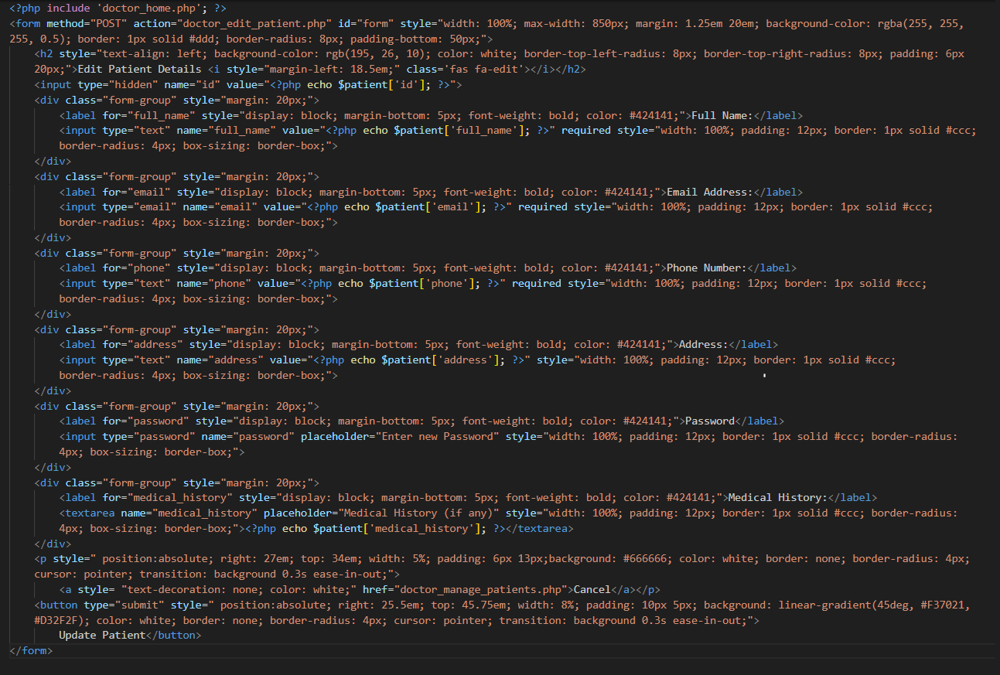 <?php include 'doctor_home.php'; ?>
<form method="POST" action="doctor_edit_patient.php" id="form" style="width: 100%; max-width: 850px; margin: 1.25em 20em; background-color: rgba(255, 255,
255, 0.5); border: 1px solid #ddd; border-radius: 8px; padding-bottom: 50px;">
<h2 style="text-align: left; background-color: rgb(195, 26, 10); color: white; border-top-left-radius: 8px; border-top-right-radius: 8px; padding: 6px
20px;">Edit Patient Details <i style="margin-left: 18.5em;" class='fas fa-edit'></i></h2>
<input type="hidden" name="id" value="<?php echo $patient['id']; ?>">
<div class="form-group" style="margin: 20px;">
<label for="full_name" style="display: block; margin-bottom: 5px; font-weight: bold; color: #424141;">Full Name:</label>
<input type="text" name="full_name" value="<?php echo $patient['full_name']; ?>" required style="width: 100%; padding: 12px; border: 1px solid #ccc;
border-radius: 4px; box-sizing: border-box;">
</div>
<div class="form-group" style="margin: 20px;">
<label for="email" style="display: block; margin-bottom: 5px; font-weight: bold; color: #424141;">Email Address:</label>
<input type="email" name="email" value="<?php echo $patient['email']; ?>" required style="width: 100%; padding: 12px; border: 1px solid #ccc;
border-radius: 4px; box-sizing: border-box;">
</div>
<div class="form-group" style="margin: 20px;">
<label for="phone" style="display: block; margin-bottom: 5px; font-weight: bold; color: #424141;">Phone Number:</label>
<input type="text" name="phone" value="<?php echo $patient['phone']; ?>" required style="width: 100%; padding: 12px; border: 1px solid #ccc;
border-radius: 4px; box-sizing: border-box;">
</div>
<div class="form-group" style="margin: 20px;">
<label for="address" style="display: block; margin-bottom: 5px; font-weight: bold; color: #424141;">Address:</label>
<input type="text" name="address" value="<?php echo $patient['address']; ?>" style="width: 100%; padding: 12px; border: 1px solid #ccc;
border-radius: 4px; box-sizing: border-box;">
</div>
<div class="form-group" style="margin: 20px;">
<label for="password" style="display: block; margin-bottom: 5px; font-weight: bold; color: #424141;">Password</label>
<input type="password" name="password" placeholder="Enter new Password" style="width: 100%; padding: 12px; border: 1px solid #ccc; border-radius:
4px; box-sizing: border-box;">
</div>
<div class="form-group" style="margin: 20px;">
<label for="medical_history" style="display: block; margin-bottom: 5px; font-weight: bold; color: #424141;">Medical History:</label>
<textarea name="medical_history" placeholder="Medical History (if any)" style="width: 100%; padding: 12px; border: 1px solid #ccc; border-radius:
4px; box-sizing: border-box;"><?php echo $patient['medical_history']; ?></textarea>
</div>
<p style=" position:absolute; right: 27em; top: 34em; width: 5%; padding: 6px 13px;background: #666666; color: white; border: none; border-radius: 4px;
cursor: pointer; transition: background 0.3s ease-in-out;">
<a style= "text-decoration: none; color: white;" href="doctor_manage_patients.php">Cancel</a></p>
<button type="submit" style=" position:absolute; right: 25.5em; top: 45.75em; width: 8%; padding: 10px 5px; background: linear-gradient(45deg, #F37021,
#D32F2F); color: white; border: none; border-radius: 4px; cursor: pointer; transition: background 0.3s ease-in-out;">
Update Patient</button>
</form>